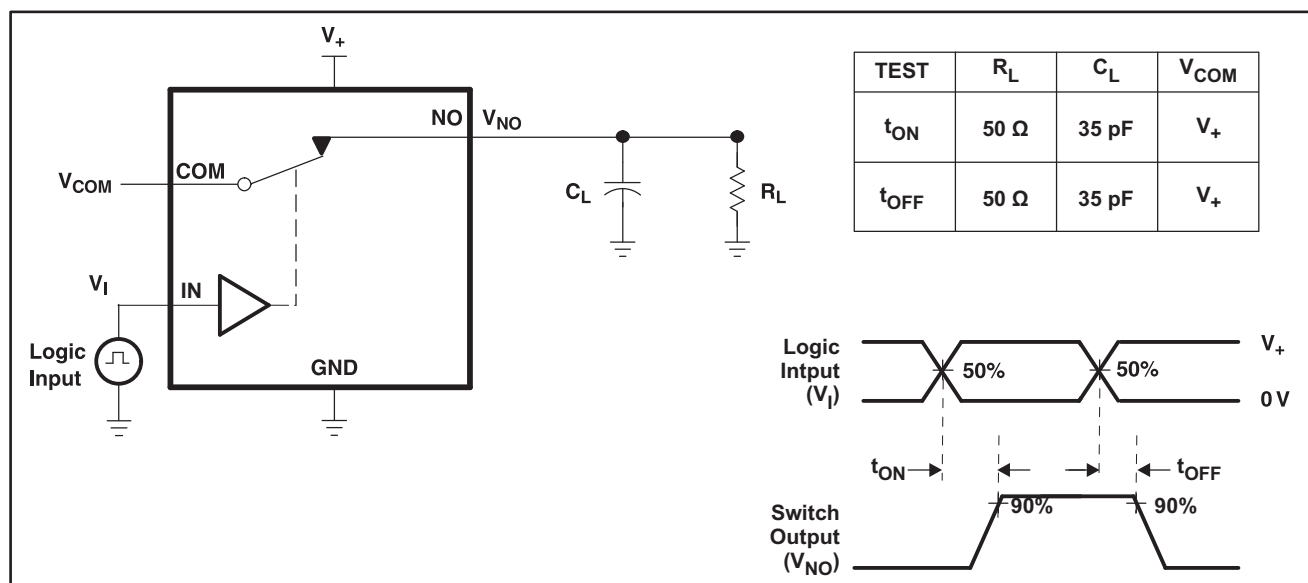 V+
NO
VNO
COM
VCOM
CL
RL
VI
IN
Logic
Input
GND
TEST RL CL VCOM
tON 50 Ω 35 pF V+
tOFF 50 Ω 35 pF V+
Logic
Intput
(VI)
50%
50%
V+
0 V
tON
tOFF
Switch
Output
(VNO)
90%
90%